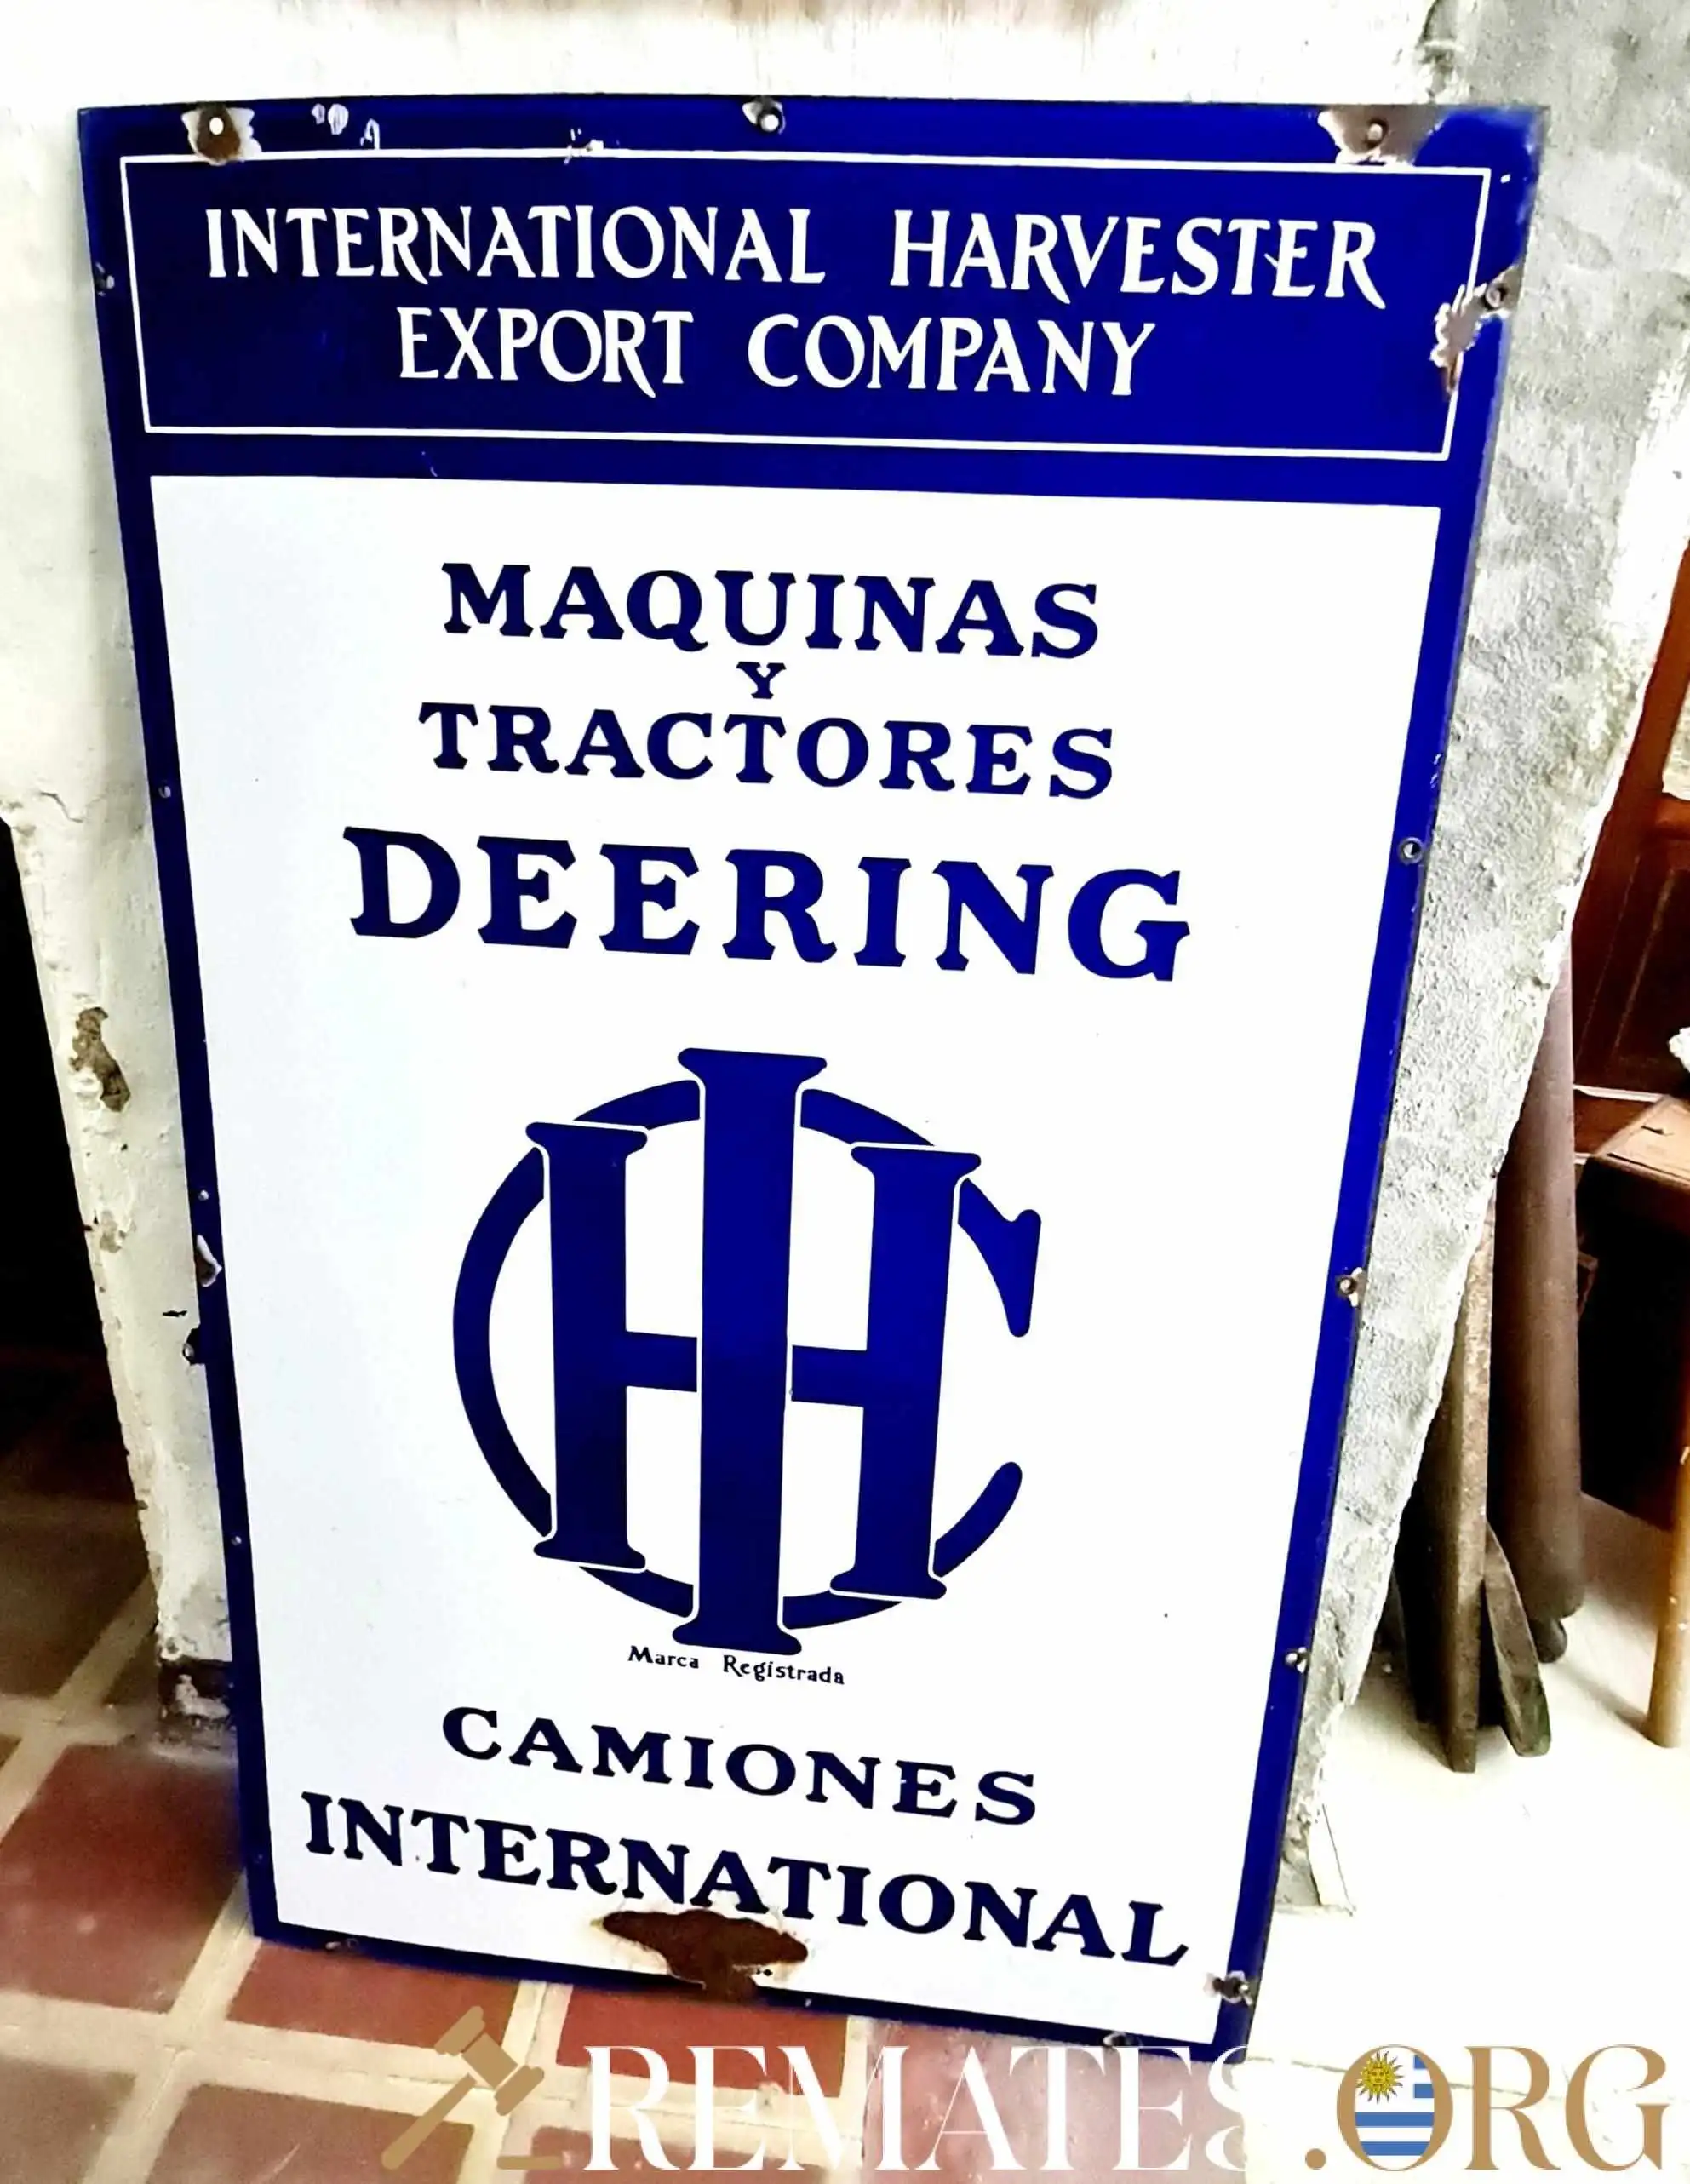 INTERNATIONAL HARVESTER
EXPORT COMPANY
MAQUINAS
Y
TRACTORES
DEERING
IHC
Marca Registrada
CAMIONES
INTERNATIONAL
REMATES.ORG